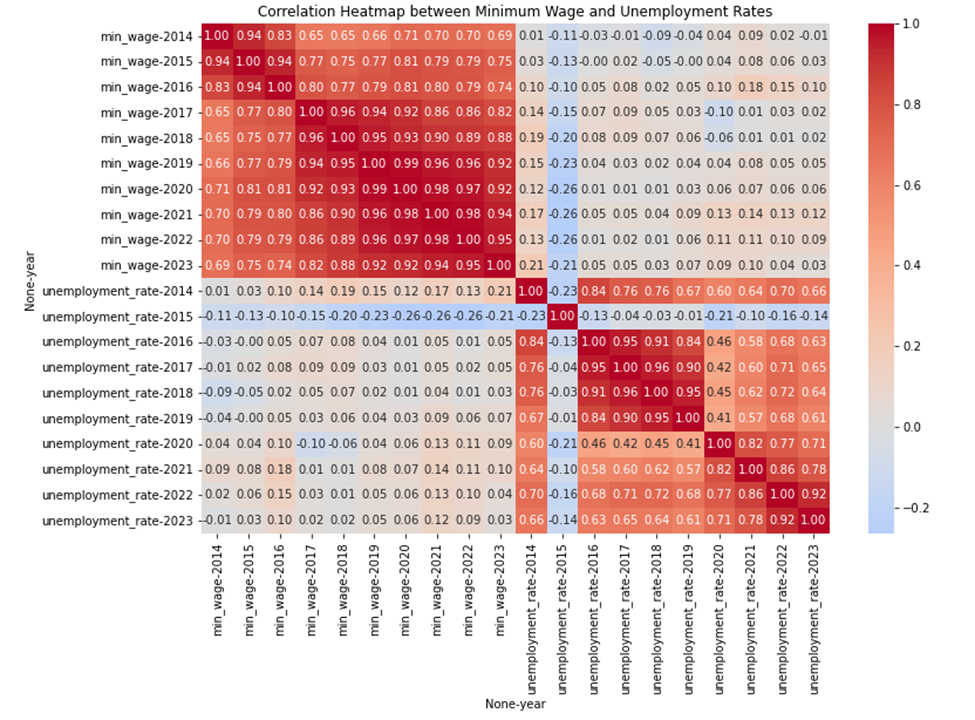 Correlation Heatmap between Minimum Wage and Unemployment Rates
min_wage-2014 1.00 0.94 0.83 0.65 0.65 0.66 0.71 0.70 0.70 0.69 0.01 -0.11 -0.03 -0.01 -0.09 -0.04 0.04 0.09 0.02 -0.01
min_wage-2015 0.94 1.00 0.94 0.77 0.75 0.77 0.81 0.79 0.79 0.75 0.03 -0.13 -0.00 0.02 -0.05 -0.00 0.04 0.08 0.06 0.03
min_wage-2016 0.83 0.94 1.00 0.80 0.77 0.79 0.81 0.80 0.79 0.74 0.10 -0.10 0.05 0.08 0.02 0.05 0.10 0.18 0.15 0.10
min_wage-2017 0.65 0.77 0.80 1.00 0.96 0.94 0.92 0.86 0.86 0.82 0.14 -0.15 0.07 0.09 0.05 0.03 -0.10 0.01 0.03 0.02
min_wage-2018 0.65 0.75 0.77 0.96 1.00 0.95 0.93 0.90 0.89 0.88 0.19 -0.20 0.08 0.09 0.07 0.06 -0.06 0.01 0.01 0.02
min_wage-2019 0.66 0.77 0.79 0.94 0.95 1.00 0.99 0.96 0.96 0.92 0.15 -0.23 0.04 0.03 0.02 0.04 0.04 0.08 0.05 0.05
min_wage-2020 0.71 0.81 0.81 0.92 0.93 0.99 1.00 0.98 0.97 0.92 0.12 -0.26 0.01 0.01 0.01 0.03 0.06 0.07 0.06 0.06
min_wage-2021 0.70 0.79 0.80 0.86 0.90 0.96 0.98 1.00 0.98 0.94 0.17 -0.26 0.05 0.05 0.04 0.09 0.13 0.14 0.13 0.12
min_wage-2022 0.70 0.79 0.79 0.86 0.89 0.96 0.97 0.98 1.00 0.95 0.13 -0.26 0.01 0.02 0.01 0.06 0.11 0.11 0.10 0.09
min_wage-2023 0.69 0.75 0.74 0.82 0.88 0.92 0.92 0.94 0.95 1.00 0.21 -0.21 0.05 0.05 0.03 0.07 0.09 0.10 0.04 0.03
unemployment_rate-2014 0.01 0.03 0.10 0.14 0.19 0.15 0.12 0.17 0.13 0.21 1.00 -0.23 0.84 0.76 0.76 0.67 0.60 0.64 0.70 0.66
unemployment_rate-2015 -0.11 -0.13 -0.10 -0.15 -0.20 -0.23 -0.26 -0.26 -0.26 -0.21 -0.23 1.00 -0.13 -0.04 -0.03 -0.01 -0.21 -0.10 -0.16 -0.14
unemployment_rate-2016 -0.03 -0.00 0.05 0.07 0.08 0.04 0.01 0.05 0.01 0.05 0.84 -0.13 1.00 0.95 0.91 0.84 0.46 0.58 0.68 0.63
unemployment_rate-2017 -0.01 0.02 0.08 0.09 0.09 0.03 0.01 0.05 0.02 0.05 0.76 -0.04 0.95 1.00 0.96 0.90 0.42 0.60 0.71 0.65
unemployment_rate-2018 -0.09 -0.05 0.02 0.05 0.07 0.02 0.01 0.04 0.01 0.03 0.76 -0.03 0.91 0.96 1.00 0.95 0.45 0.62 0.72 0.64
unemployment_rate-2019 -0.04 -0.00 0.05 0.03 0.06 0.04 0.03 0.09 0.06 0.07 0.67 -0.01 0.84 0.90 0.95 1.00 0.41 0.57 0.68 0.61
unemployment_rate-2020 0.04 0.04 0.10 -0.10 -0.06 0.04 0.06 0.13 0.11 0.09 0.60 -0.21 0.46 0.42 0.45 0.41 1.00 0.82 0.77 0.71
unemployment_rate-2021 0.09 0.08 0.18 0.01 0.01 0.08 0.07 0.14 0.11 0.10 0.64 -0.10 0.58 0.60 0.62 0.57 0.82 1.00 0.86 0.78
unemployment_rate-2022 0.02 0.06 0.15 0.03 0.01 0.05 0.06 0.13 0.10 0.04 0.70 -0.16 0.68 0.71 0.72 0.68 0.77 0.86 1.00 0.92
unemployment_rate-2023 -0.01 0.03 0.10 0.02 0.02 0.05 0.06 0.12 0.09 0.03 0.66 -0.14 0.63 0.65 0.64 0.61 0.71 0.78 0.92 1.00
None-year
min_wage-2014
min_wage-2015
min_wage-2016
min_wage-2017
min_wage-2018
min_wage-2019
min_wage-2020
min_wage-2021
min_wage-2022
min_wage-2023
unemployment_rate-2014
unemployment_rate-2015
unemployment_rate-2016
unemployment_rate-2017
unemployment_rate-2018
unemployment_rate-2019
unemployment_rate-2020
unemployment_rate-2021
unemployment_rate-2022
unemployment_rate-2023
None-year
1.0
0.8
0.6
0.4
0.2
0.0
−0.2